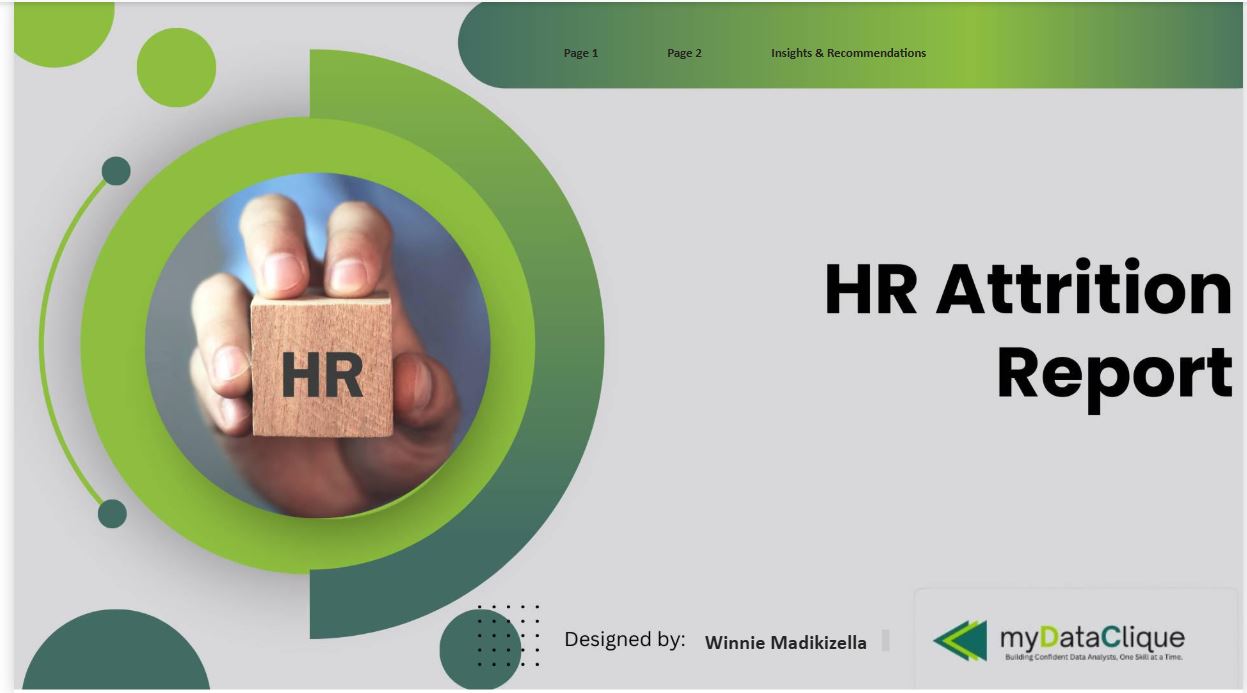 Page 1
Page 2
Insights & Recommendations
HR
HR Attrition
Report
Designed by:
Winnie Madikizella
myDataClique
Building Confident Data Analysts, One Skill at a Time.